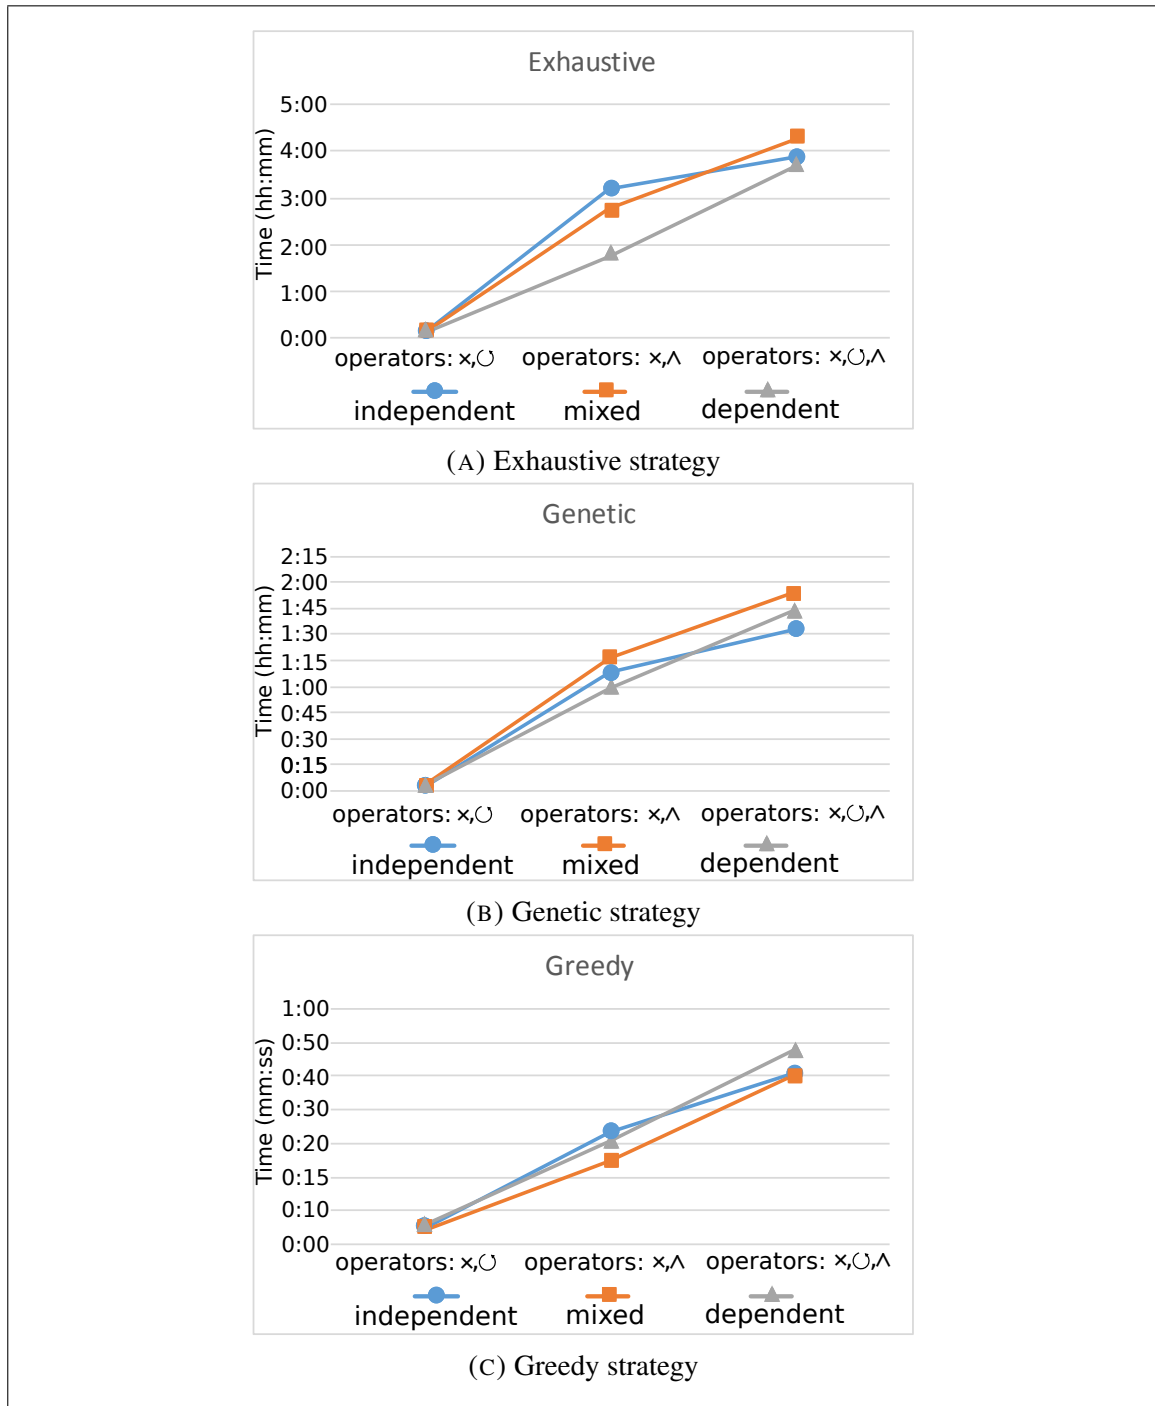 Exhaustive
Time (hh:mm)
5:00
4:00
3:00
2:00
1:00
0:00
operators: ×,↻ operators: ×,∧ operators: ×,↻,∧
independent mixed dependent
(A) Exhaustive strategy
Genetic
Time (hh:mm)
2:15
2:00
1:45
1:30
1:15
1:00
0:45
0:30
0:15
0:00
operators: ×,↻ operators: ×,∧ operators: ×,↻,∧
independent mixed dependent
(B) Genetic strategy
Greedy
Time (mm:ss)
1:00
0:50
0:40
0:30
0:20
0:15
0:10
0:00
operators: ×,↻ operators: ×,∧ operators: ×,↻,∧
independent mixed dependent
(C) Greedy strategy